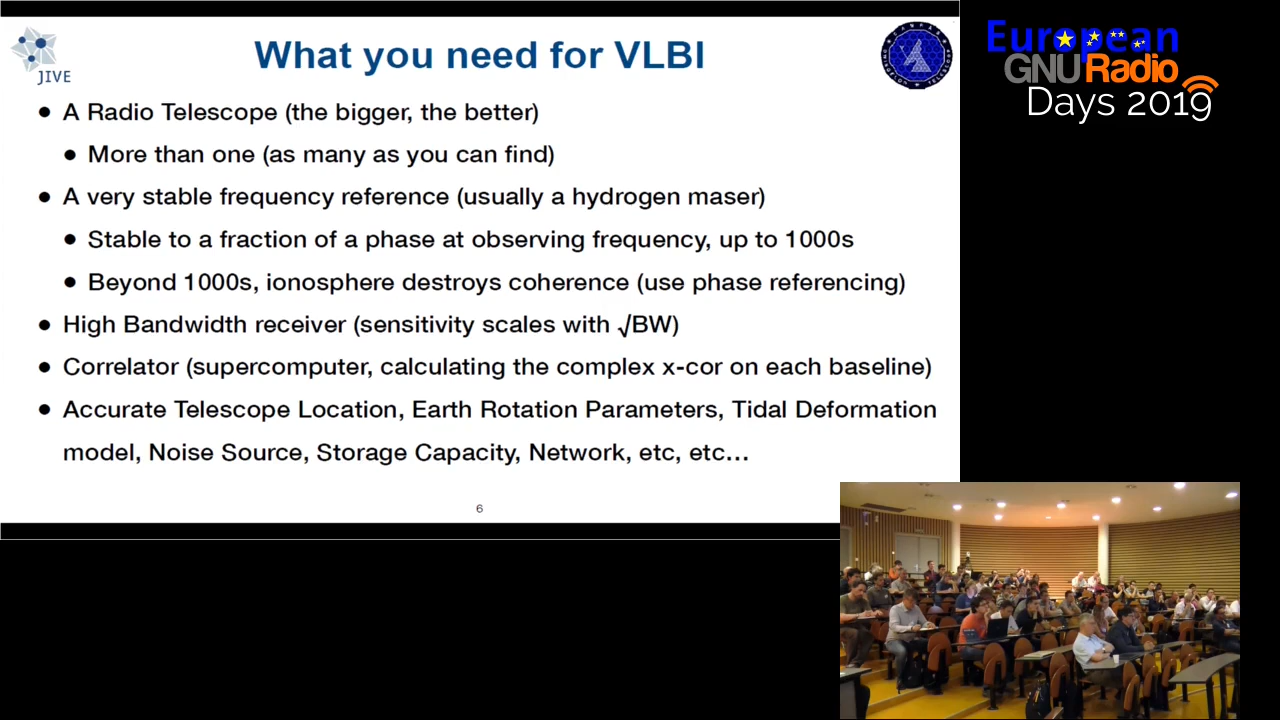 What you need for VLBI
JIVE
European
GNURadio
Days 2019
● A Radio Telescope (the bigger, the better)
● More than one (as many as you can find)
● A very stable frequency reference (usually a hydrogen maser)
● Stable to a fraction of a phase at observing frequency, up to 1000s
● Beyond 1000s, ionosphere destroys coherence (use phase referencing)
● High Bandwidth receiver (sensitivity scales with √BW)
● Correlator (supercomputer, calculating the complex x-cor on each baseline)
● Accurate Telescope Location, Earth Rotation Parameters, Tidal Deformation
model, Noise Source, Storage Capacity, Network, etc, etc…
6